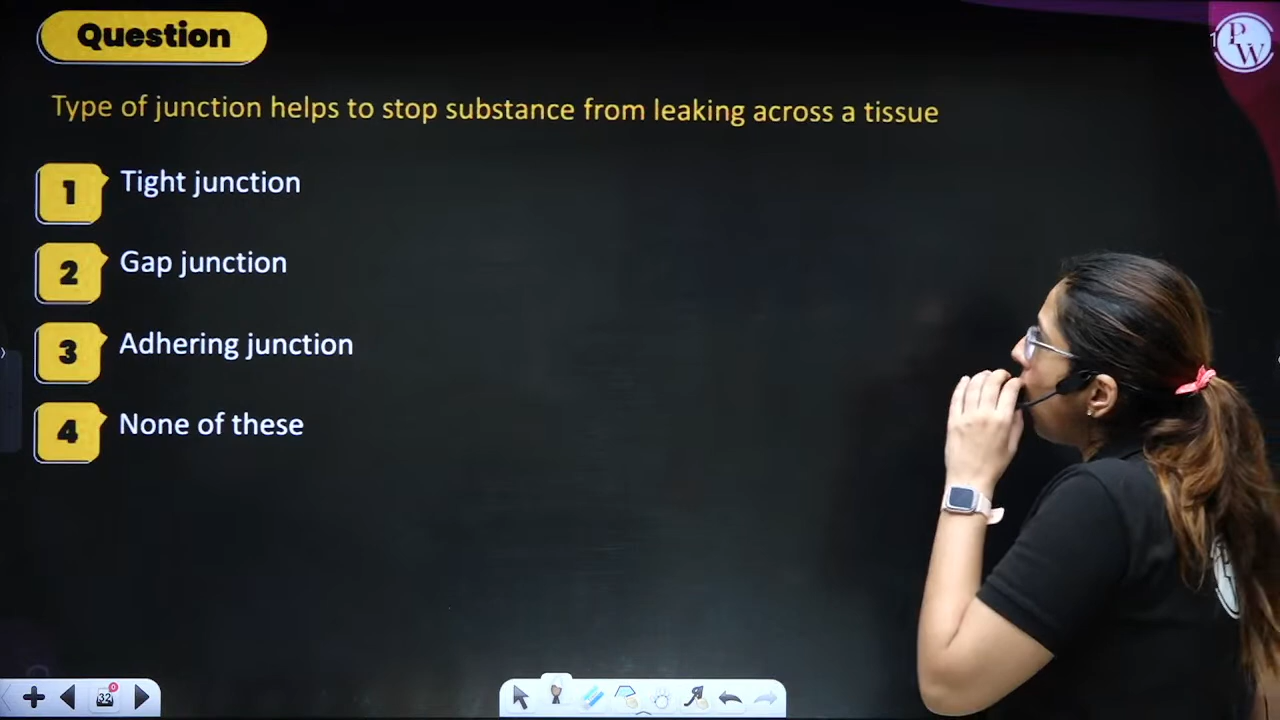 Question
PW
Type of junction helps to stop substance from leaking across a tissue
1 Tight junction
2 Gap junction
3 Adhering junction
4 None of these
32